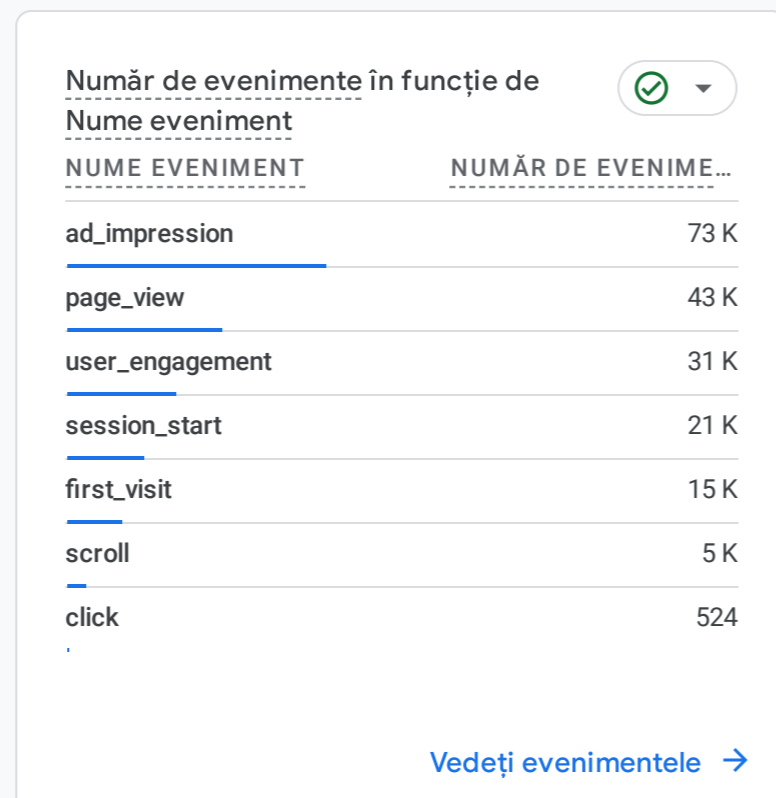 Număr de evenimente în funcție de
Nume eveniment
NUME EVENIMENT NUMĂR DE EVENIME…
ad_impression 73 K
page_view 43 K
user_engagement 31 K
session_start 21 K
first_visit 15 K
scroll 5 K
click 524
Vedeți evenimentele